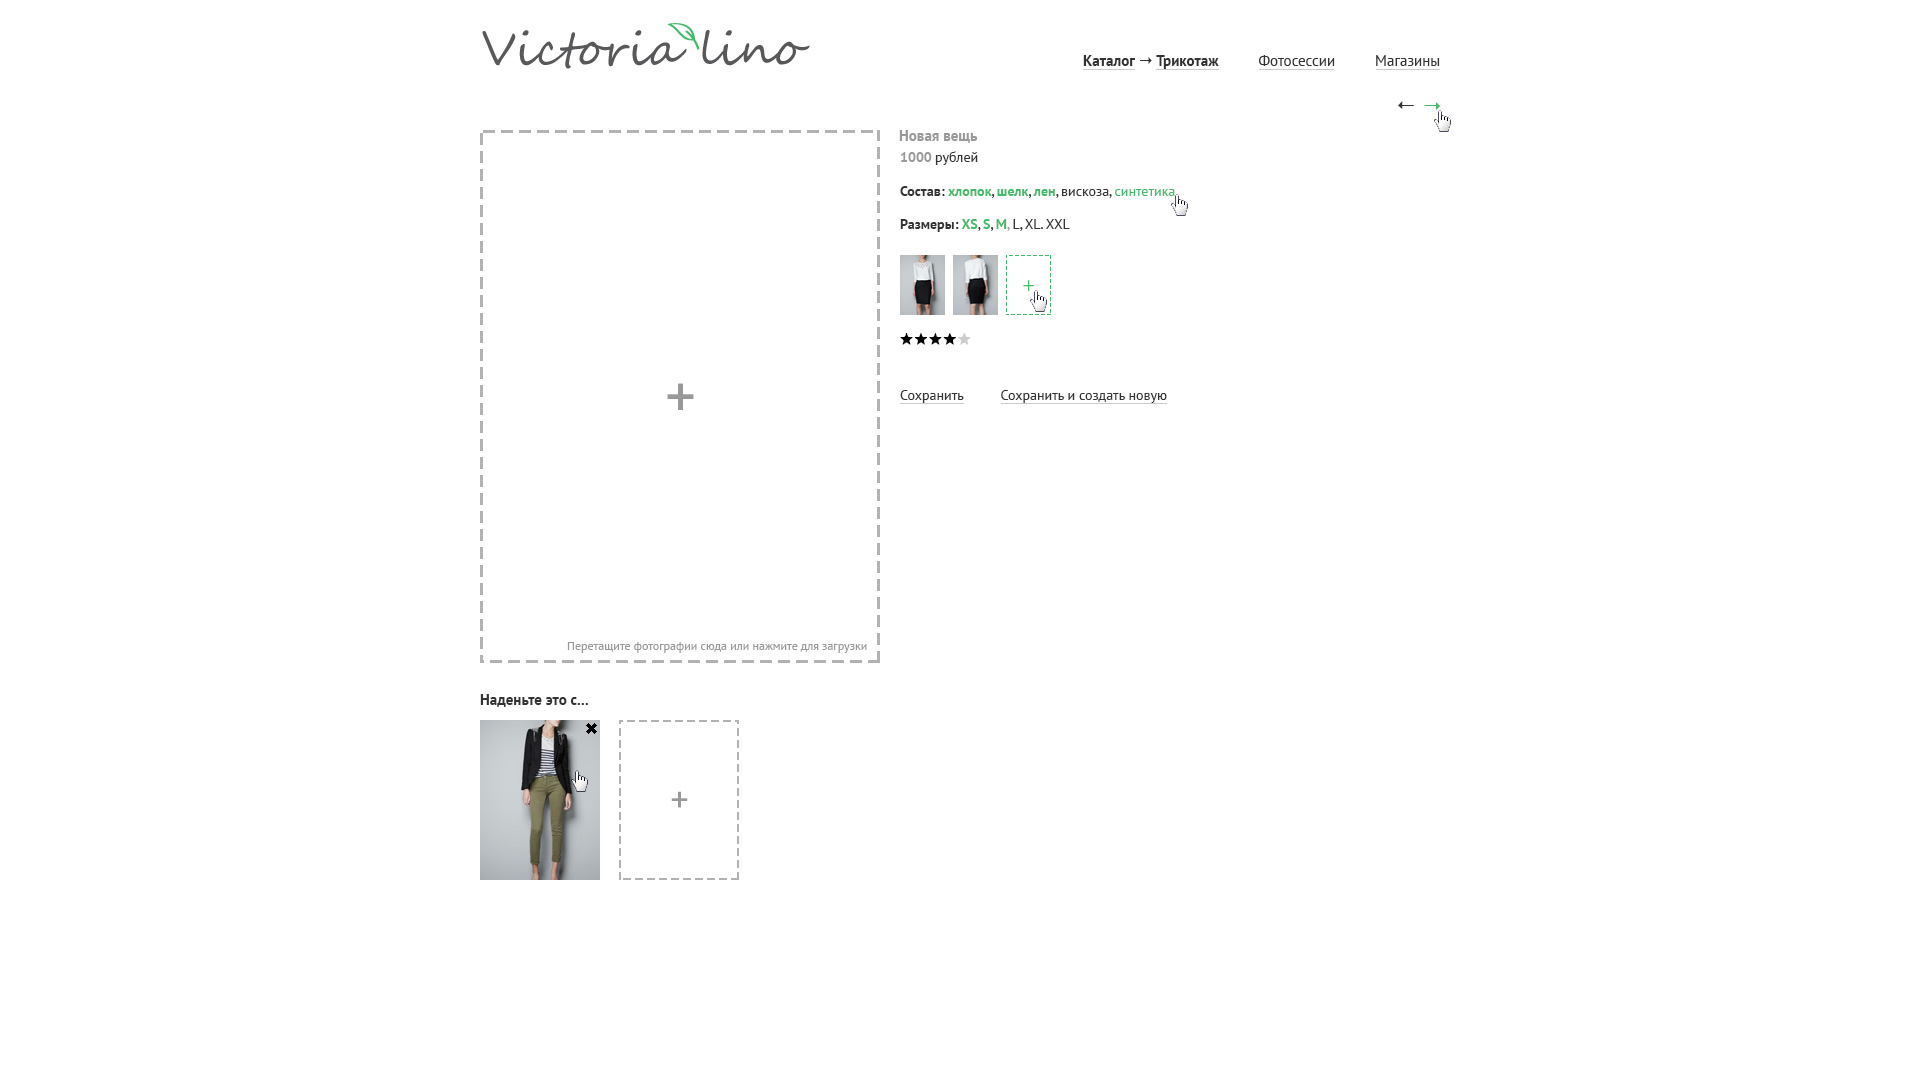 Victoria lino
Каталог → Трикотаж Фотосессии Магазины
← →
Новая вещь
1000 рублей
Состав: хлопок, шелк, лен, вискоза, синтетика
Размеры: XS, S, M, L, XL. XXL
+
★★★★★
Сохранить Сохранить и создать новую
+
Перетащите фотографии сюда или нажмите для загрузки
Наденьте это с...
+